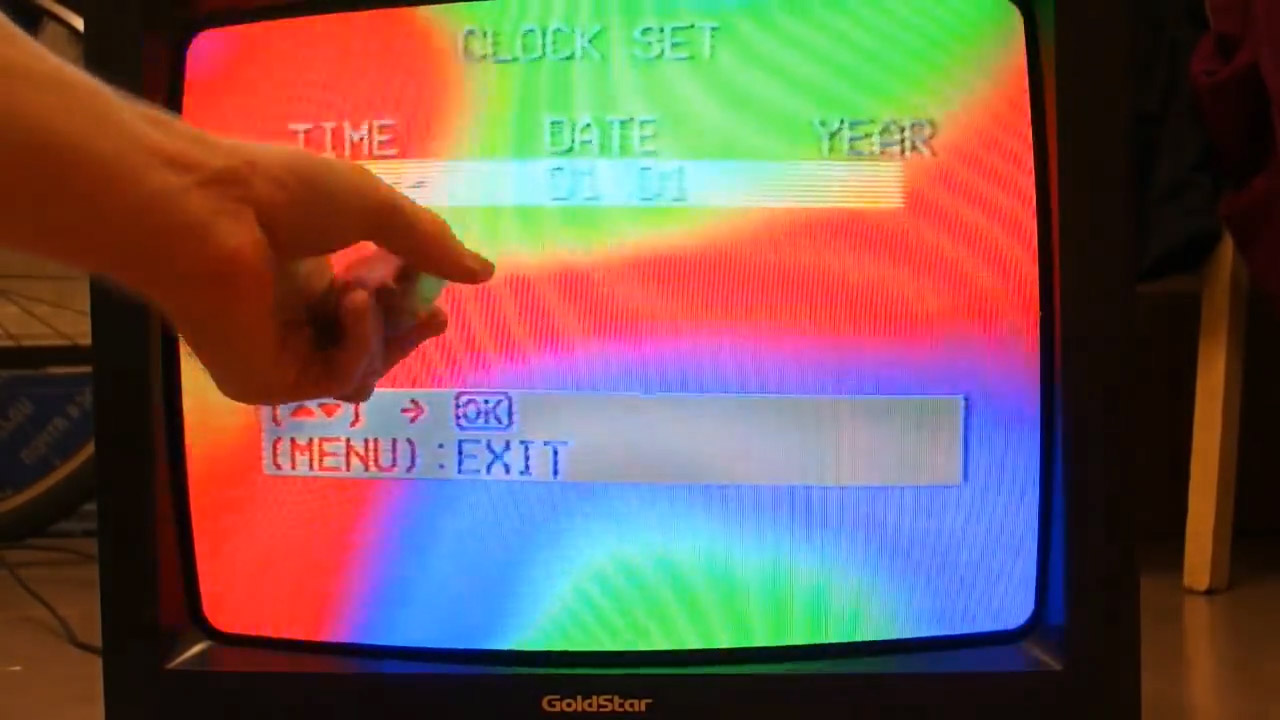 CLOCK SET
TIME DATE YEAR
-- 01 01
[▲▼] → OK
(MENU) :EXIT
GoldStar